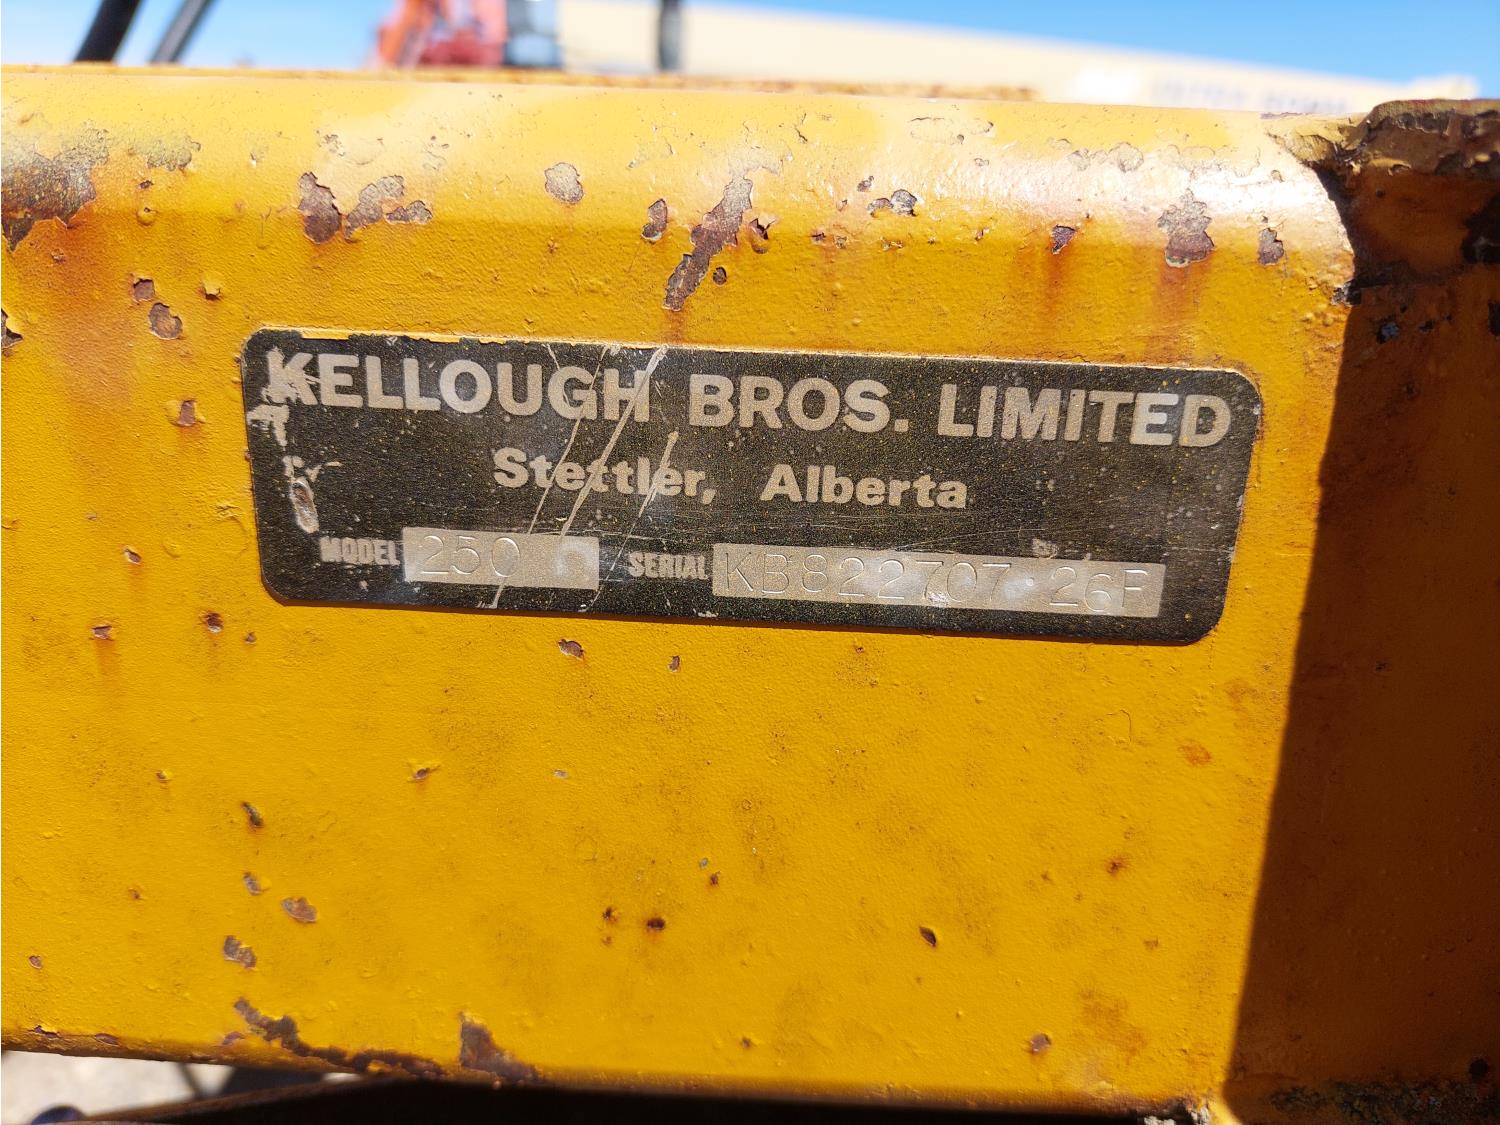 KELLOUGH BROS. LIMITED
Stettler, Alberta
MODEL 250 SERIAL KB822707·26F